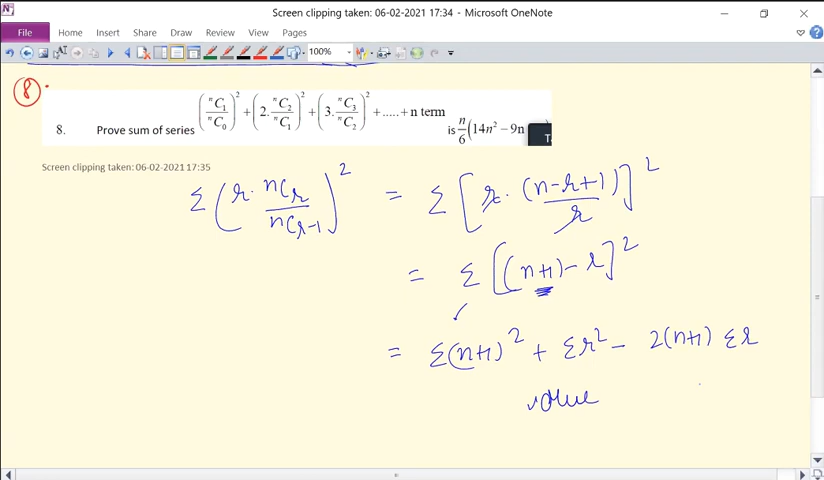 Screen clipping taken: 06-02-2021 17:34 - Microsoft OneNote
File Home Insert Share Draw Review View Pages
100%
8
8. Prove sum of series (ⁿC₁/ⁿC₀)² + (2.ⁿC₂/ⁿC₁)² + (3.ⁿC₃/ⁿC₂)² + ..... + n term is n/6(14n² − 9n
T
Screen clipping taken: 06-02-2021 17:35
Σ(r · nCr/nCr-1)² = Σ[r · (n-r+1)/r]²
= Σ[(n+1) - r]²
= Σ(n+1)² + Σr² - 2(n+1) Σr
value